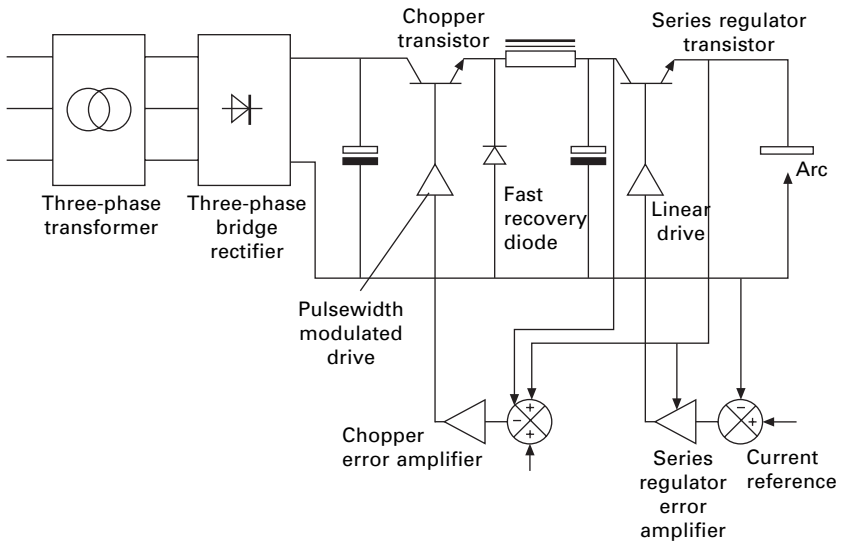 Chopper
transistor
Series regulator
transistor
Three-phase
transformer
Three-phase
bridge
rectifier
Fast
recovery
diode
Linear
drive
Arc
Pulsewidth
modulated
drive
+
−
+
−
+
Chopper
error amplifier
Series
regulator
error
amplifier
Current
reference